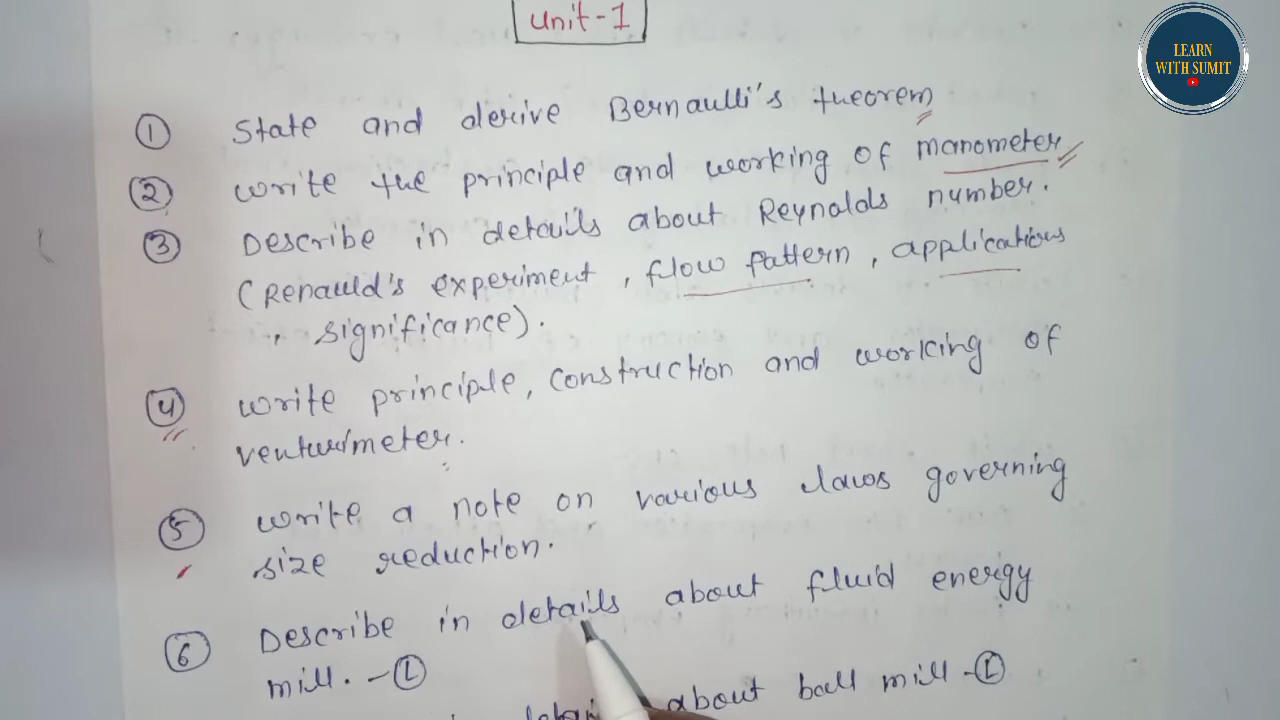 Unit-1
LEARN
WITH SUMIT
① State and derive Bernaulli's theorem
② Write the principle and working of manometer
③ Describe in details about Reynolds number.
(Renauld's experiment, flow pattern, applications
, significance).
④ Write principle, construction and working of
venturimeter.
⑤ Write a note on various laws governing
size reduction.
⑥ Describe in details about fluid energy
mill. - Ⓛ
about ball mill - Ⓛ